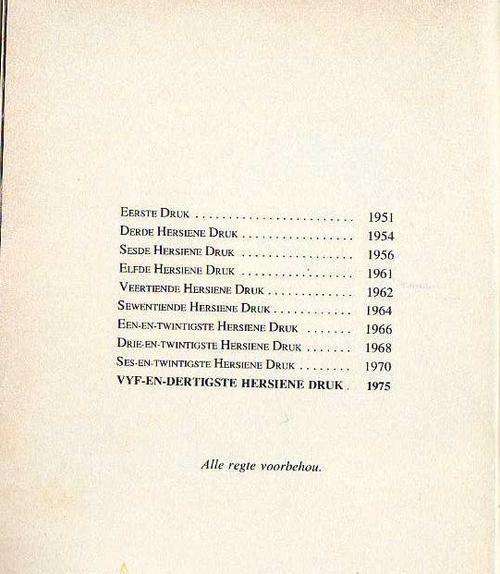 Eerste Druk . . . . . . . . . . . . . . . . . . . . . . . . 1951
Derde Hersiene Druk . . . . . . . . . . . . . . . . . 1954
Sesde Hersiene Druk . . . . . . . . . . . . . . . . . 1956
Elfde Hersiene Druk . . . . . . . . . . . . . . . . . 1961
Veertiende Hersiene Druk . . . . . . . . . . . . . 1962
Sewentiende Hersiene Druk . . . . . . . . . . . . 1964
Een-en-twintigste Hersiene Druk . . . . . . . 1966
Drie-en-twintigste Hersiene Druk . . . . . . . 1968
Ses-en-twintigste Hersiene Druk . . . . . . . . 1970
VYF-EN-DERTIGSTE HERSIENE DRUK . 1975
Alle regte voorbehou.